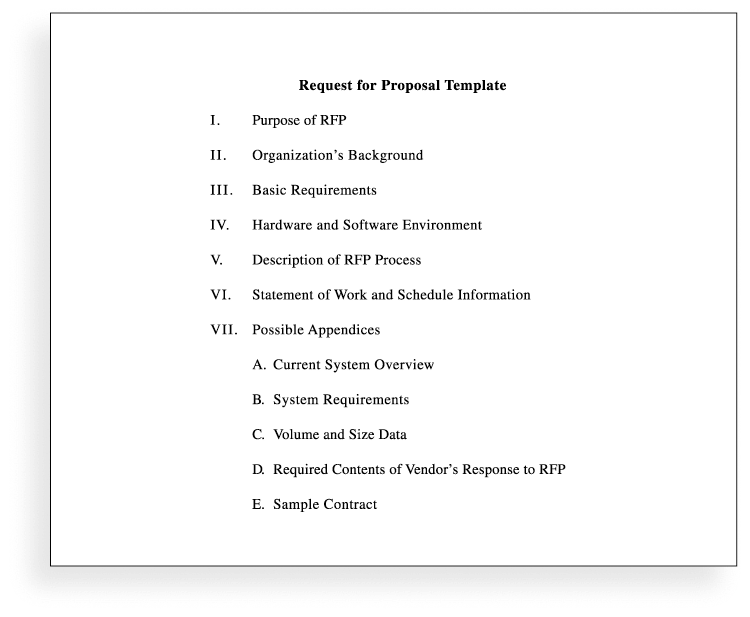 Request for Proposal Template
I. Purpose of RFP
II. Organization's Background
III. Basic Requirements
IV. Hardware and Software Environment
V. Description of RFP Process
VI. Statement of Work and Schedule Information
VII. Possible Appendices
A. Current System Overview
B. System Requirements
C. Volume and Size Data
D. Required Contents of Vendor's Response to RFP
E. Sample Contract